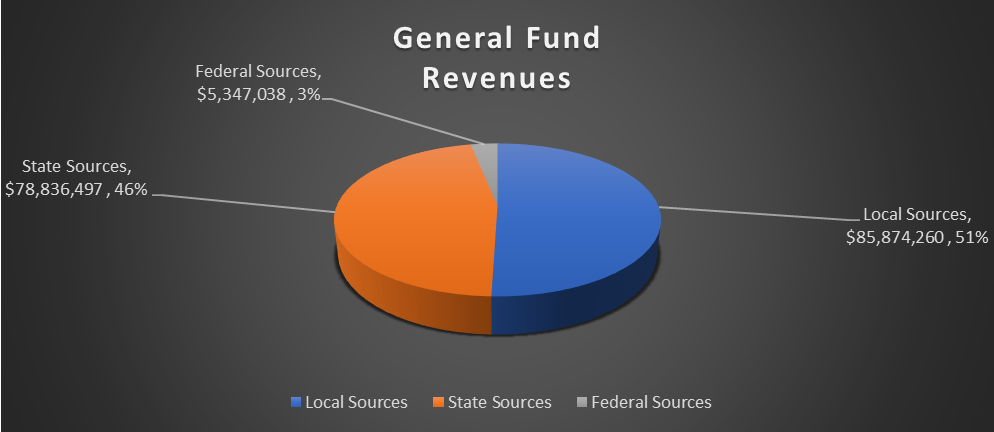 General Fund
Revenues
Federal Sources,
$5,347,038 , 3%
State Sources,
$78,836,497 , 46%
Local Sources,
$85,874,260 , 51%
Local Sources
State Sources
Federal Sources